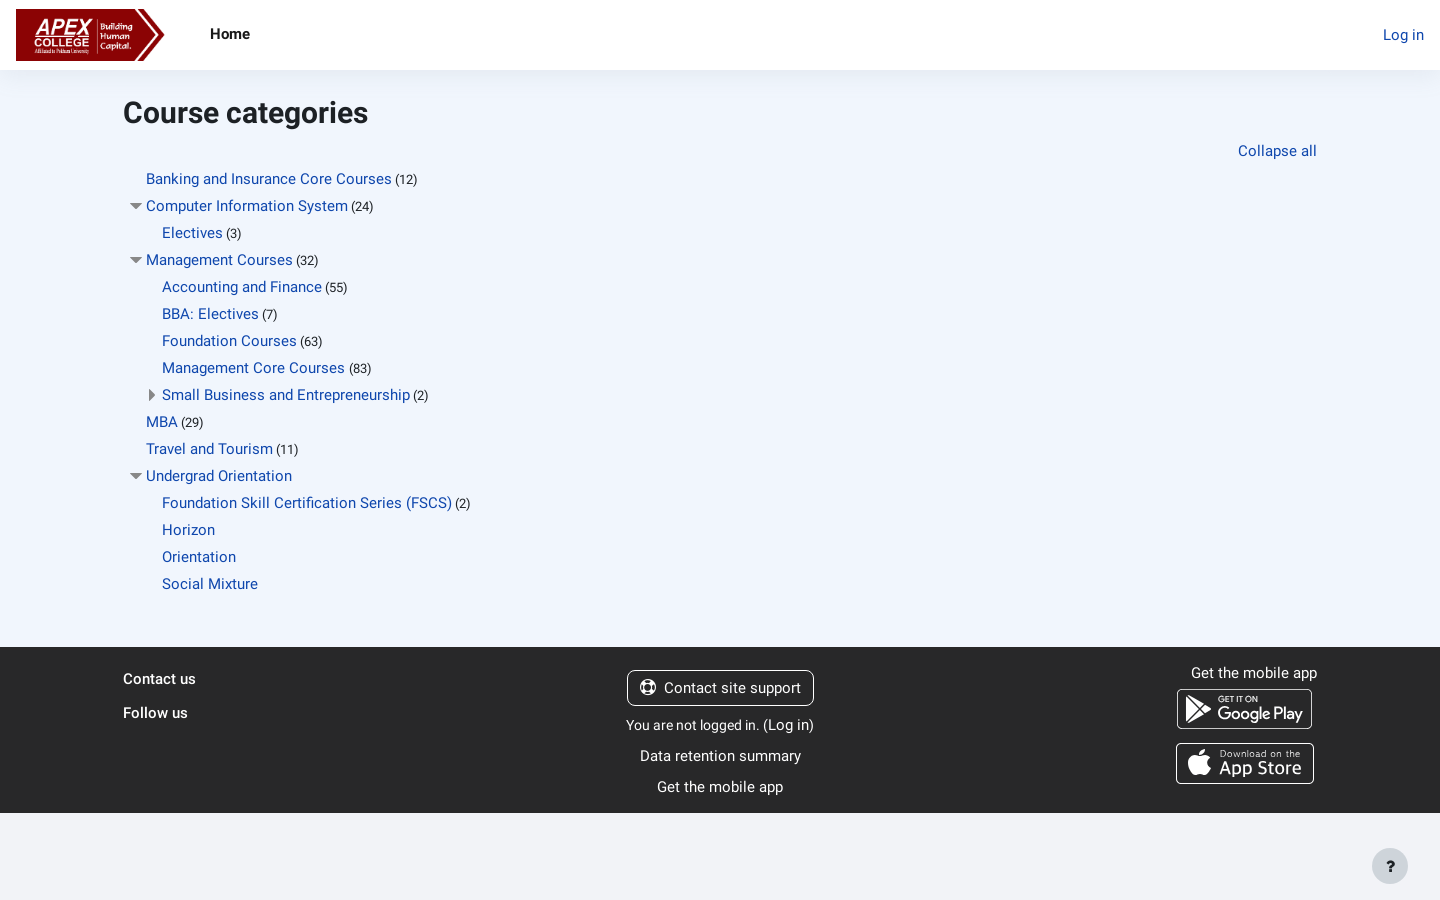 APEX
COLLEGE
Affiliated to Pokhara University
Building
Human
Capital.
Home
Log in
Course categories
Collapse all
Banking and Insurance Core Courses (12)
Computer Information System (24)
Electives (3)
Management Courses (32)
Accounting and Finance (55)
BBA: Electives (7)
Foundation Courses (63)
Management Core Courses (83)
Small Business and Entrepreneurship (2)
MBA (29)
Travel and Tourism (11)
Undergrad Orientation
Foundation Skill Certification Series (FSCS) (2)
Horizon
Orientation
Social Mixture
Contact us
Follow us
Contact site support
You are not logged in. (Log in)
Data retention summary
Get the mobile app
Get the mobile app
GET IT ON
Google Play
Download on the
App Store
?